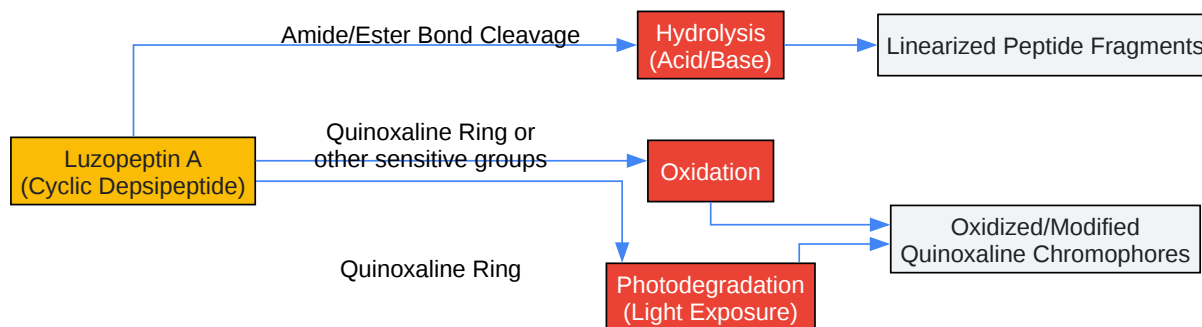 Amide/Ester Bond Cleavage
Hydrolysis
(Acid/Base)
Linearized Peptide Fragments
Luzopeptin A
(Cyclic Depsipeptide)
Quinoxaline Ring or
other sensitive groups
Oxidation
Oxidized/Modified
Quinoxaline Chromophores
Quinoxaline Ring
Photodegradation
(Light Exposure)